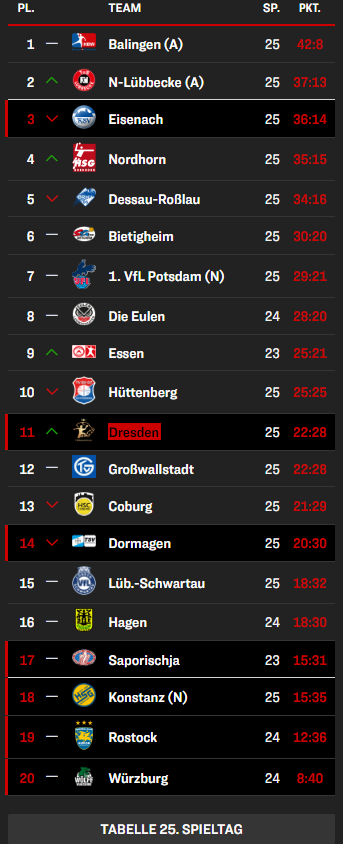 PL. TEAM SP. PKT.
1 Balingen (A) 25 42:8
2 N-Lübbecke (A) 25 37:13
3 Eisenach 25 36:14
4 Nordhorn 25 35:15
5 Dessau-Roßlau 25 34:16
6 Bietigheim 25 30:20
7 1. VfL Potsdam (N) 25 29:21
8 Die Eulen 24 28:20
9 Essen 23 25:21
10 Hüttenberg 25 25:25
11 Dresden 25 22:28
12 Großwallstadt 25 22:28
13 Coburg 25 21:29
14 Dormagen 25 20:30
15 Lüb.-Schwartau 25 18:32
16 Hagen 24 18:30
17 Saporischja 23 15:31
18 Konstanz (N) 25 15:35
19 Rostock 24 12:36
20 Würzburg 24 8:40
TABELLE 25. SPIELTAG